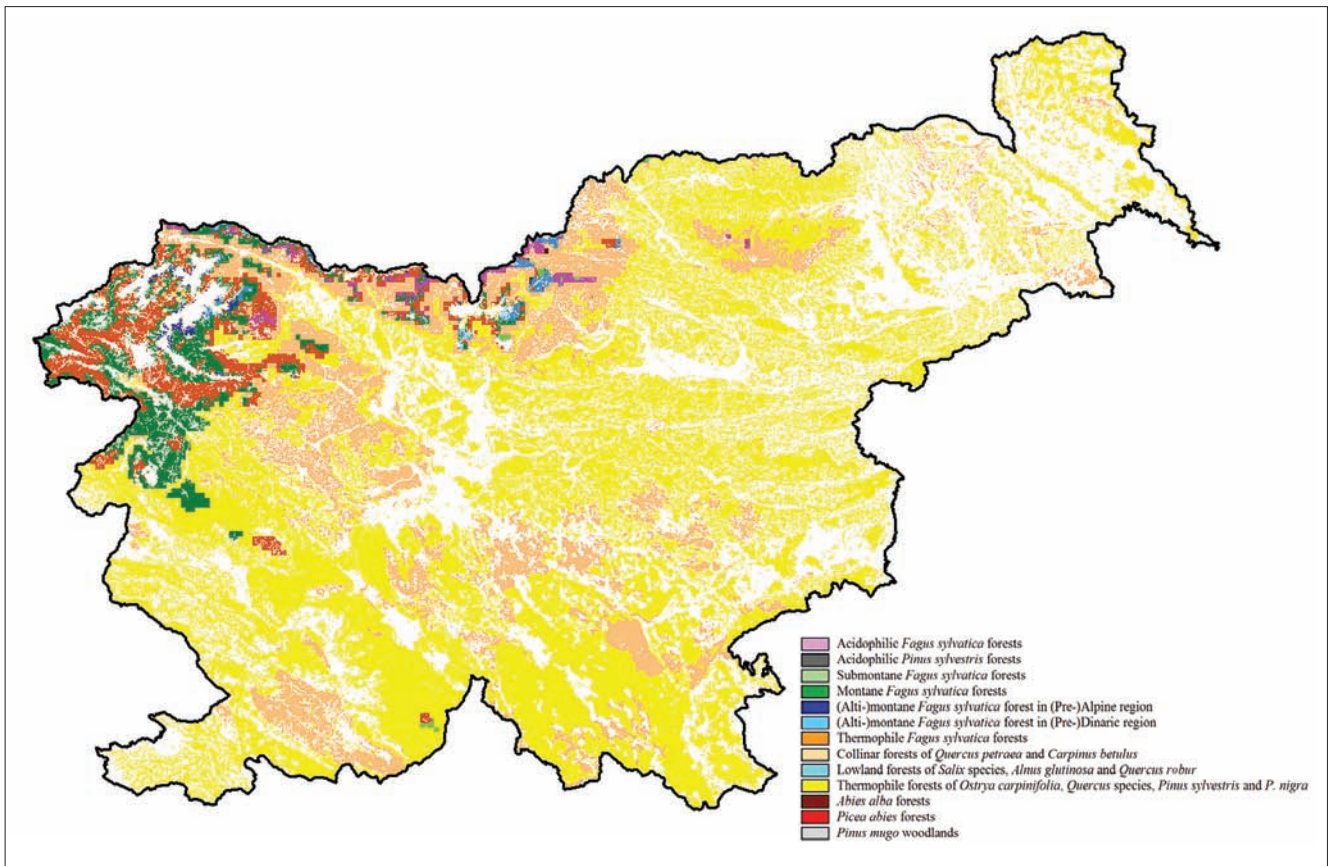 Acidophilic Fagus sylvatica forests
Acidophilic Pinus sylvestris forests
Submontane Fagus sylvatica forests
Montane Fagus sylvatica forests
(Alti-)montane Fagus sylvatica forest in (Pre-)Alpine region
(Alti-)montane Fagus sylvatica forest in (Pre-)Dinaric region
Thermophile Fagus sylvatica forests
Collinar forests of Quercus petraea and Carpinus betulus
Lowland forests of Salix species, Alnus glutinosa and Quercus robur
Thermophile forests of Ostrya carpinifolia, Quercus species, Pinus sylvestris and P. nigra
Abies alba forests
Picea abies forests
Pinus mugo woodlands